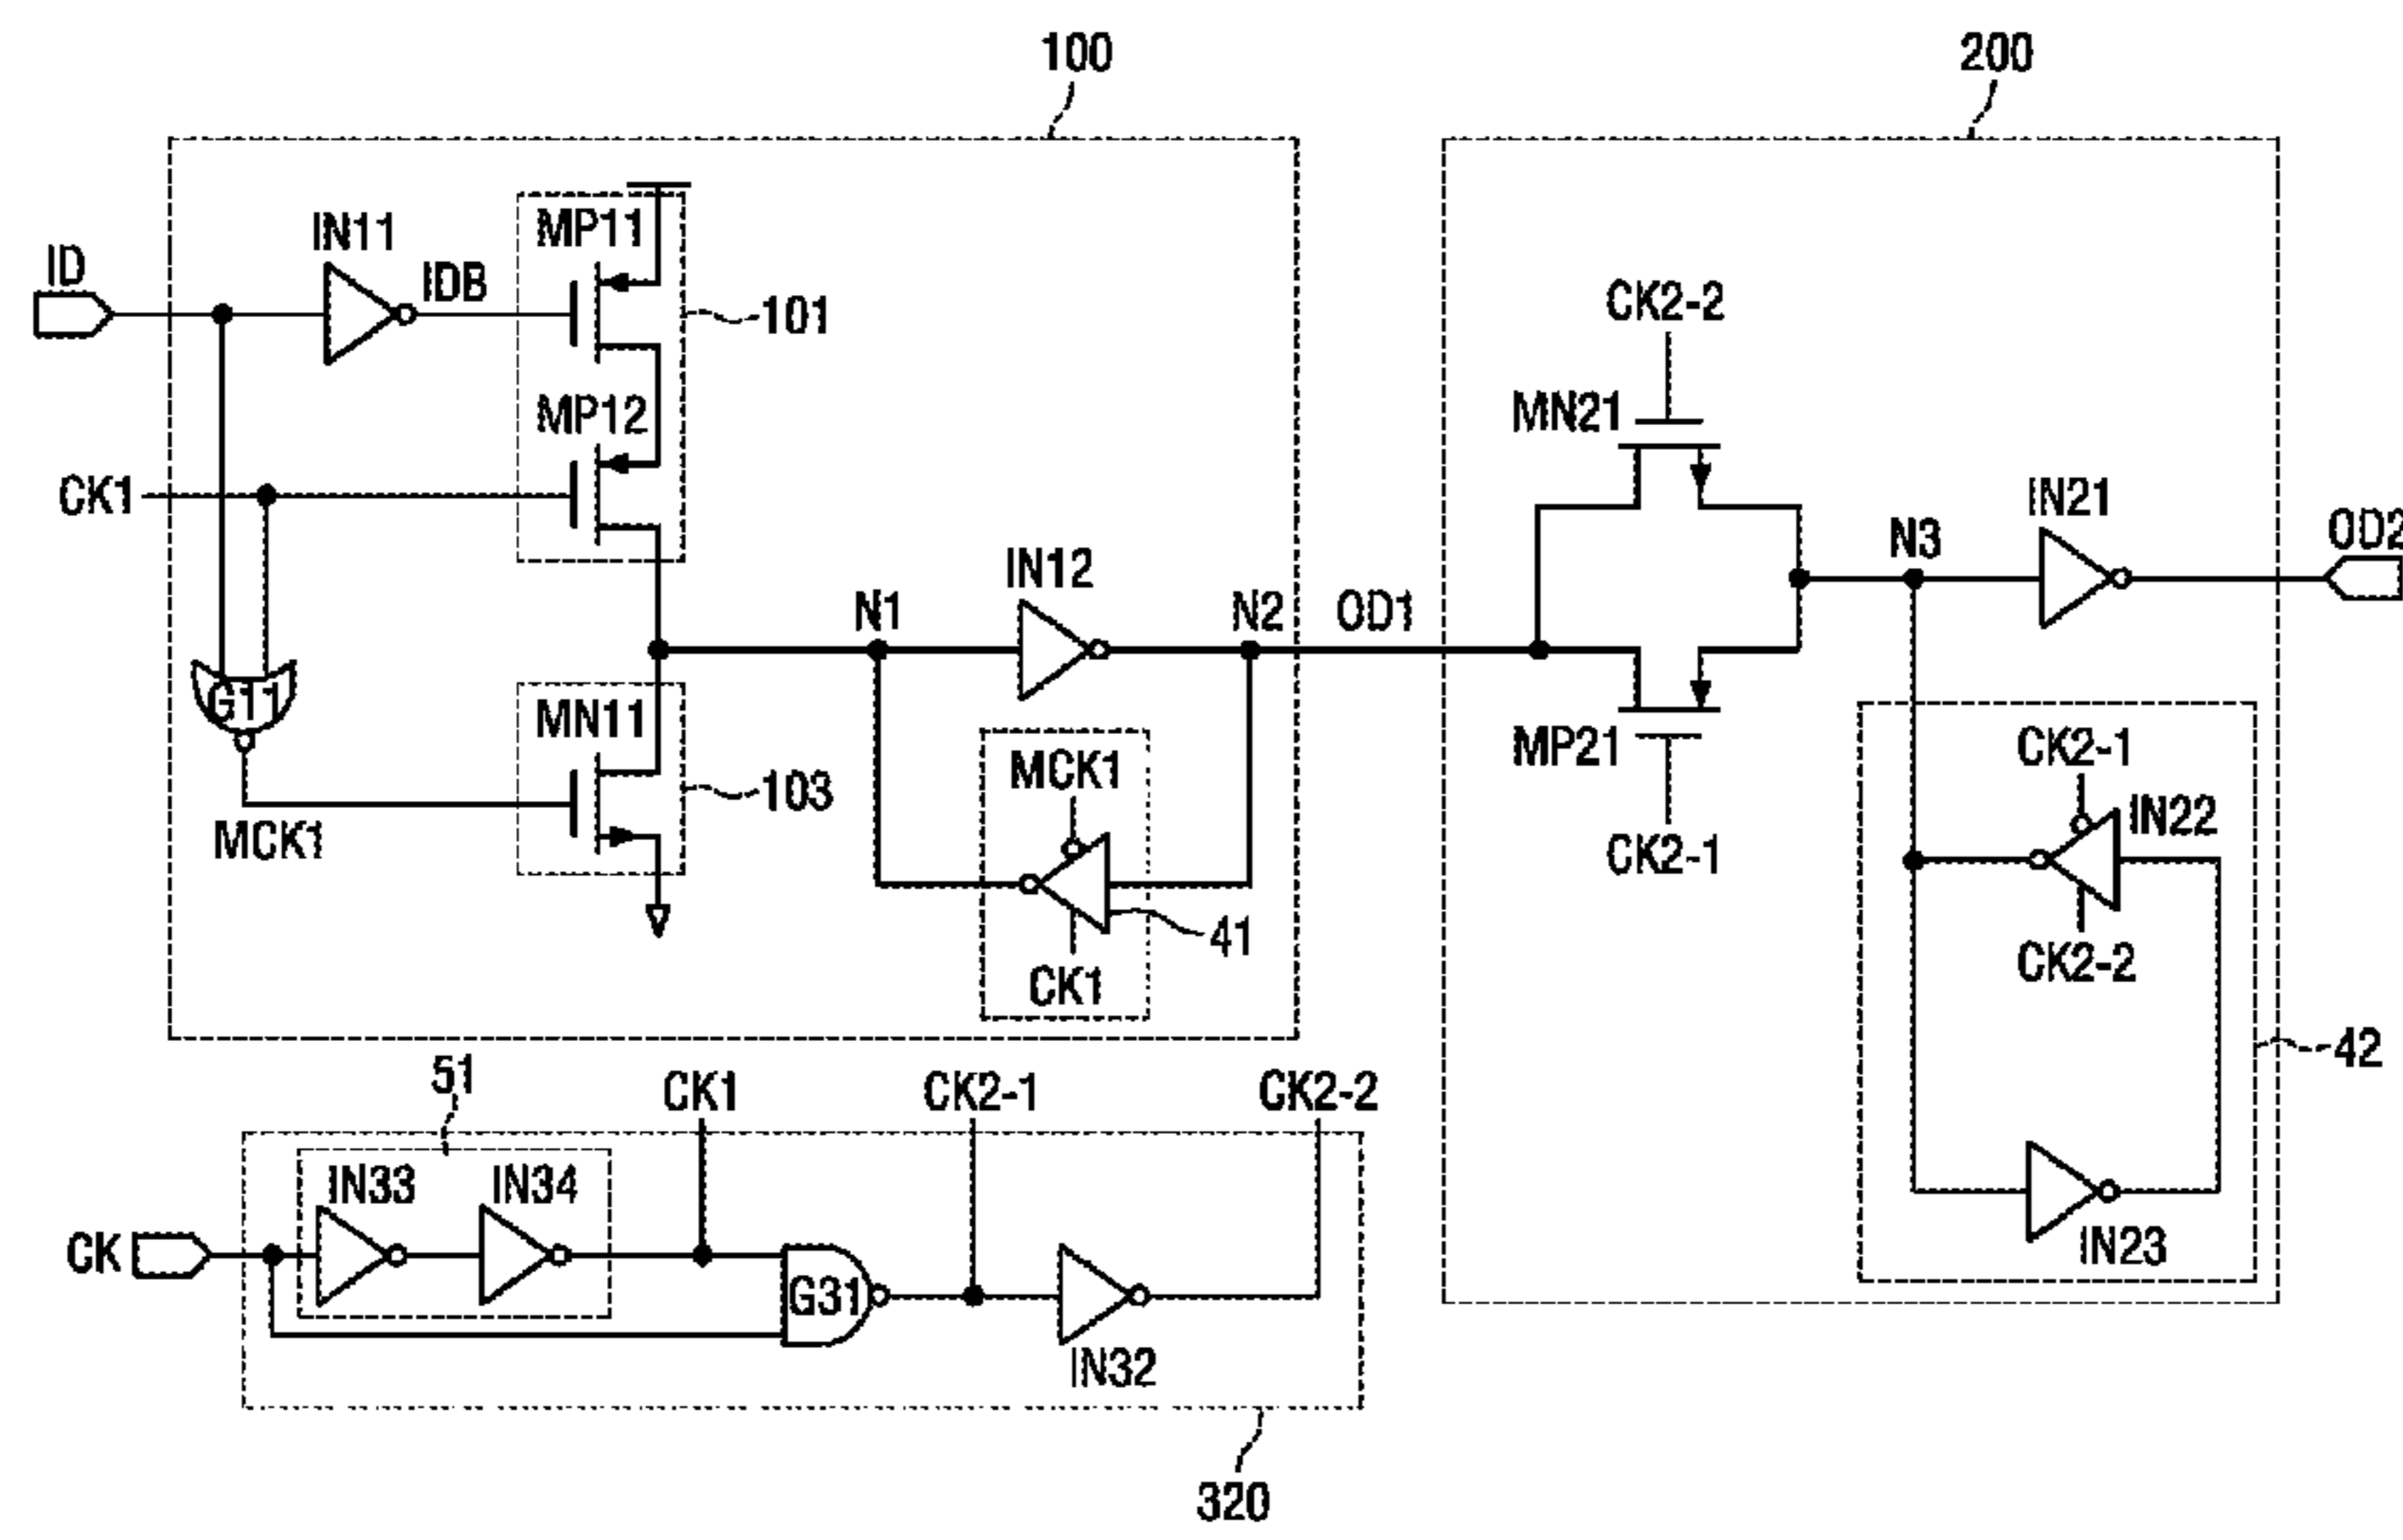 100
200
ID
IN11
IDB
MP11
101
MP12
CK1
G11
MCK1
MN11
103
N1
IN12
N2
OD1
MCK1
41
CK1
CK2-2
MN21
MP21
CK2-1
N3
IN21
OD2
CK2-1
IN22
CK2-2
42
IN23
51
CK1
CK2-1
CK2-2
IN33
IN34
CK
G31
IN32
320